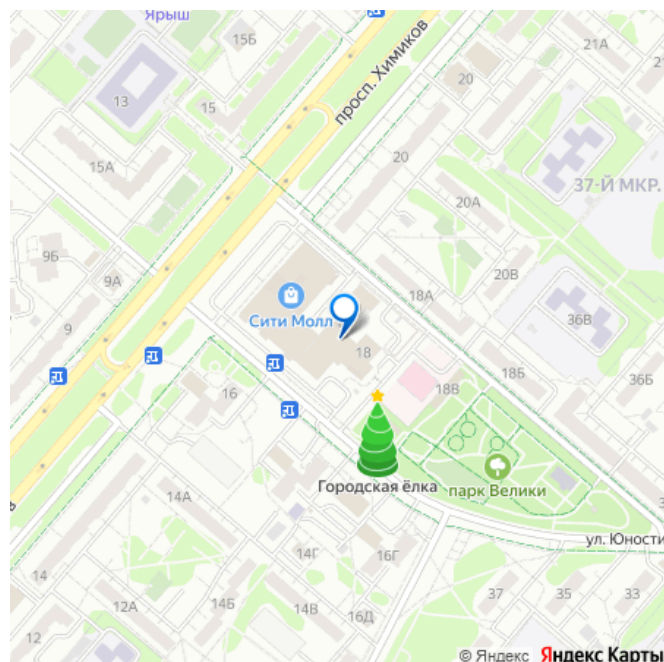 Ярыш
15Б
21А
просп. Химиков
20
13
15
15А
20
37-Й МКР.
20А
9Б
9А
20В
18А
Сити Молл
36В
9
18
18Б
36Б
16
18В
Городская ёлка
парк Велики
14А
ул. Юности
14Г
16Г
14
14Б
12А
14В
16Д
37
35
33
12
© Яндекс Яндекс Карты